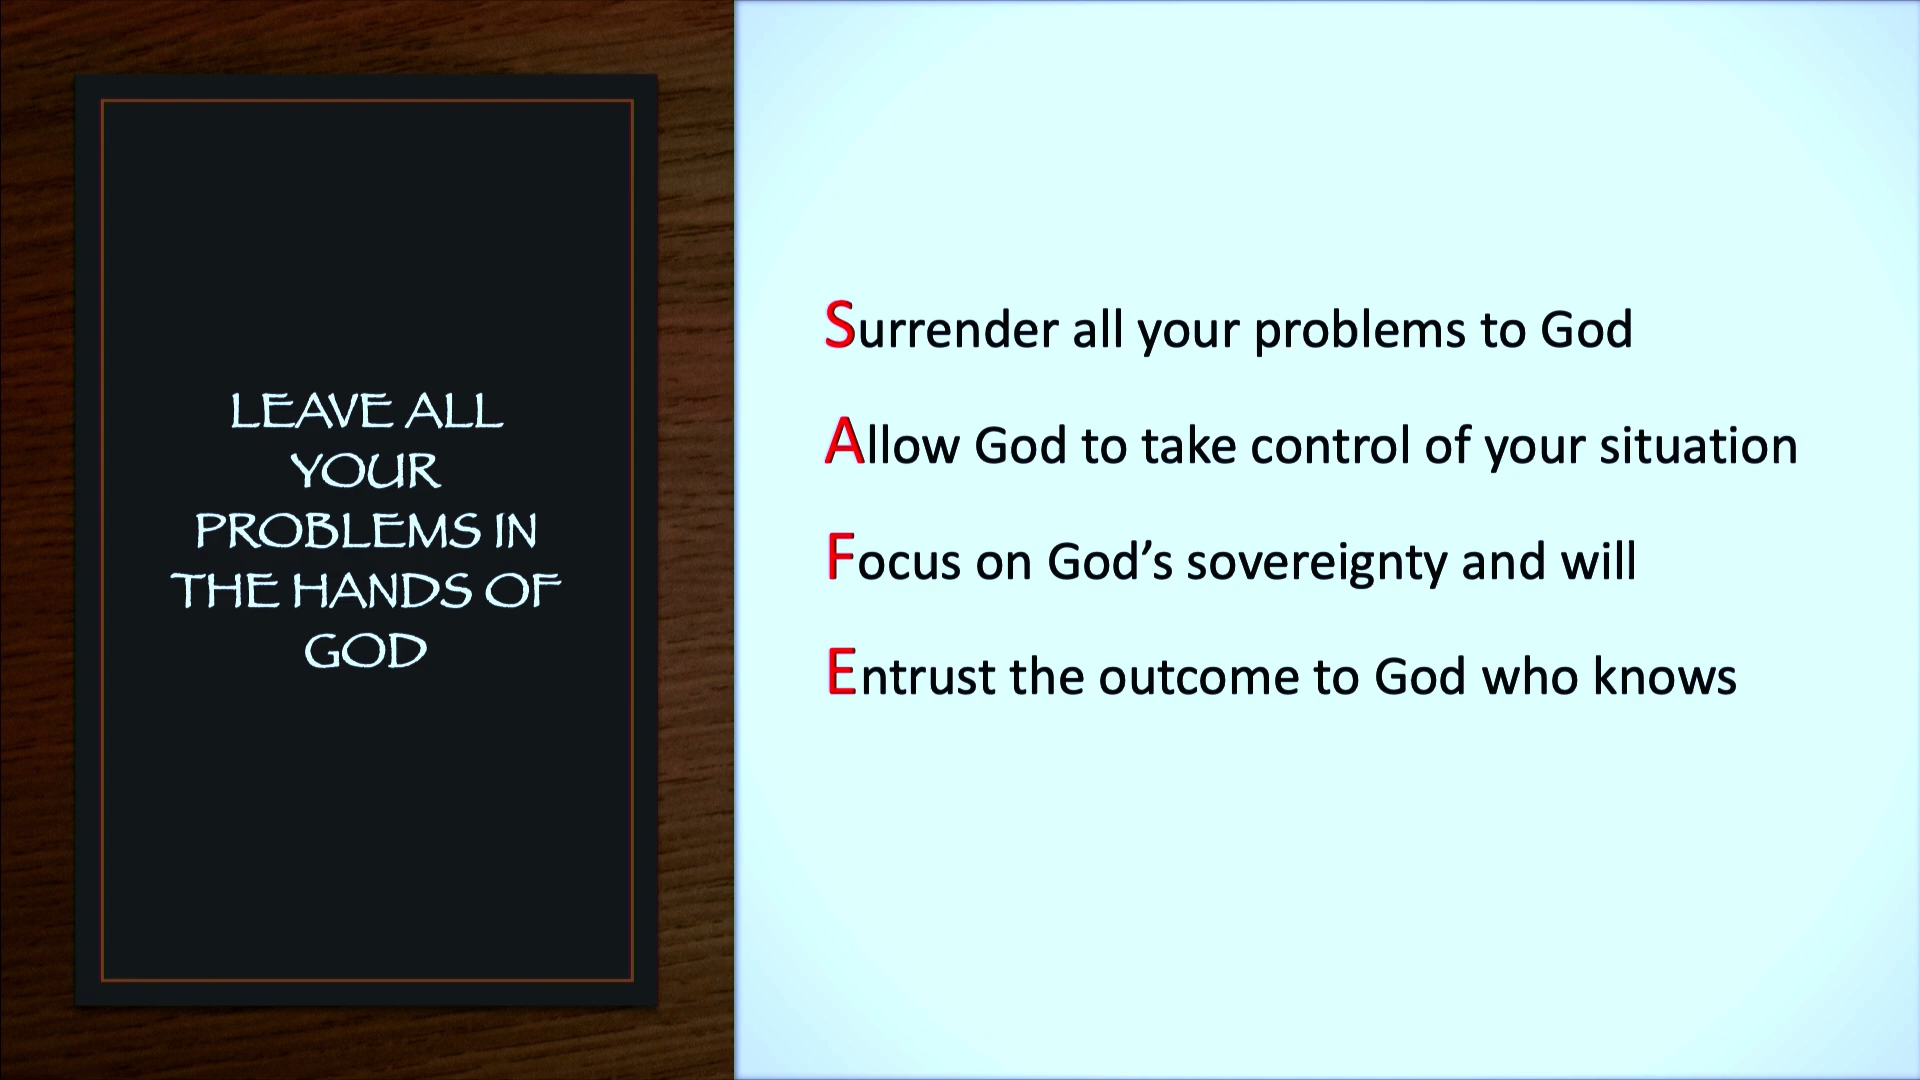 LEAVE ALL
YOUR
PROBLEMS IN
THE HANDS OF
GOD
Surrender all your problems to God
Allow God to take control of your situation
Focus on God’s sovereignty and will
Entrust the outcome to God who knows